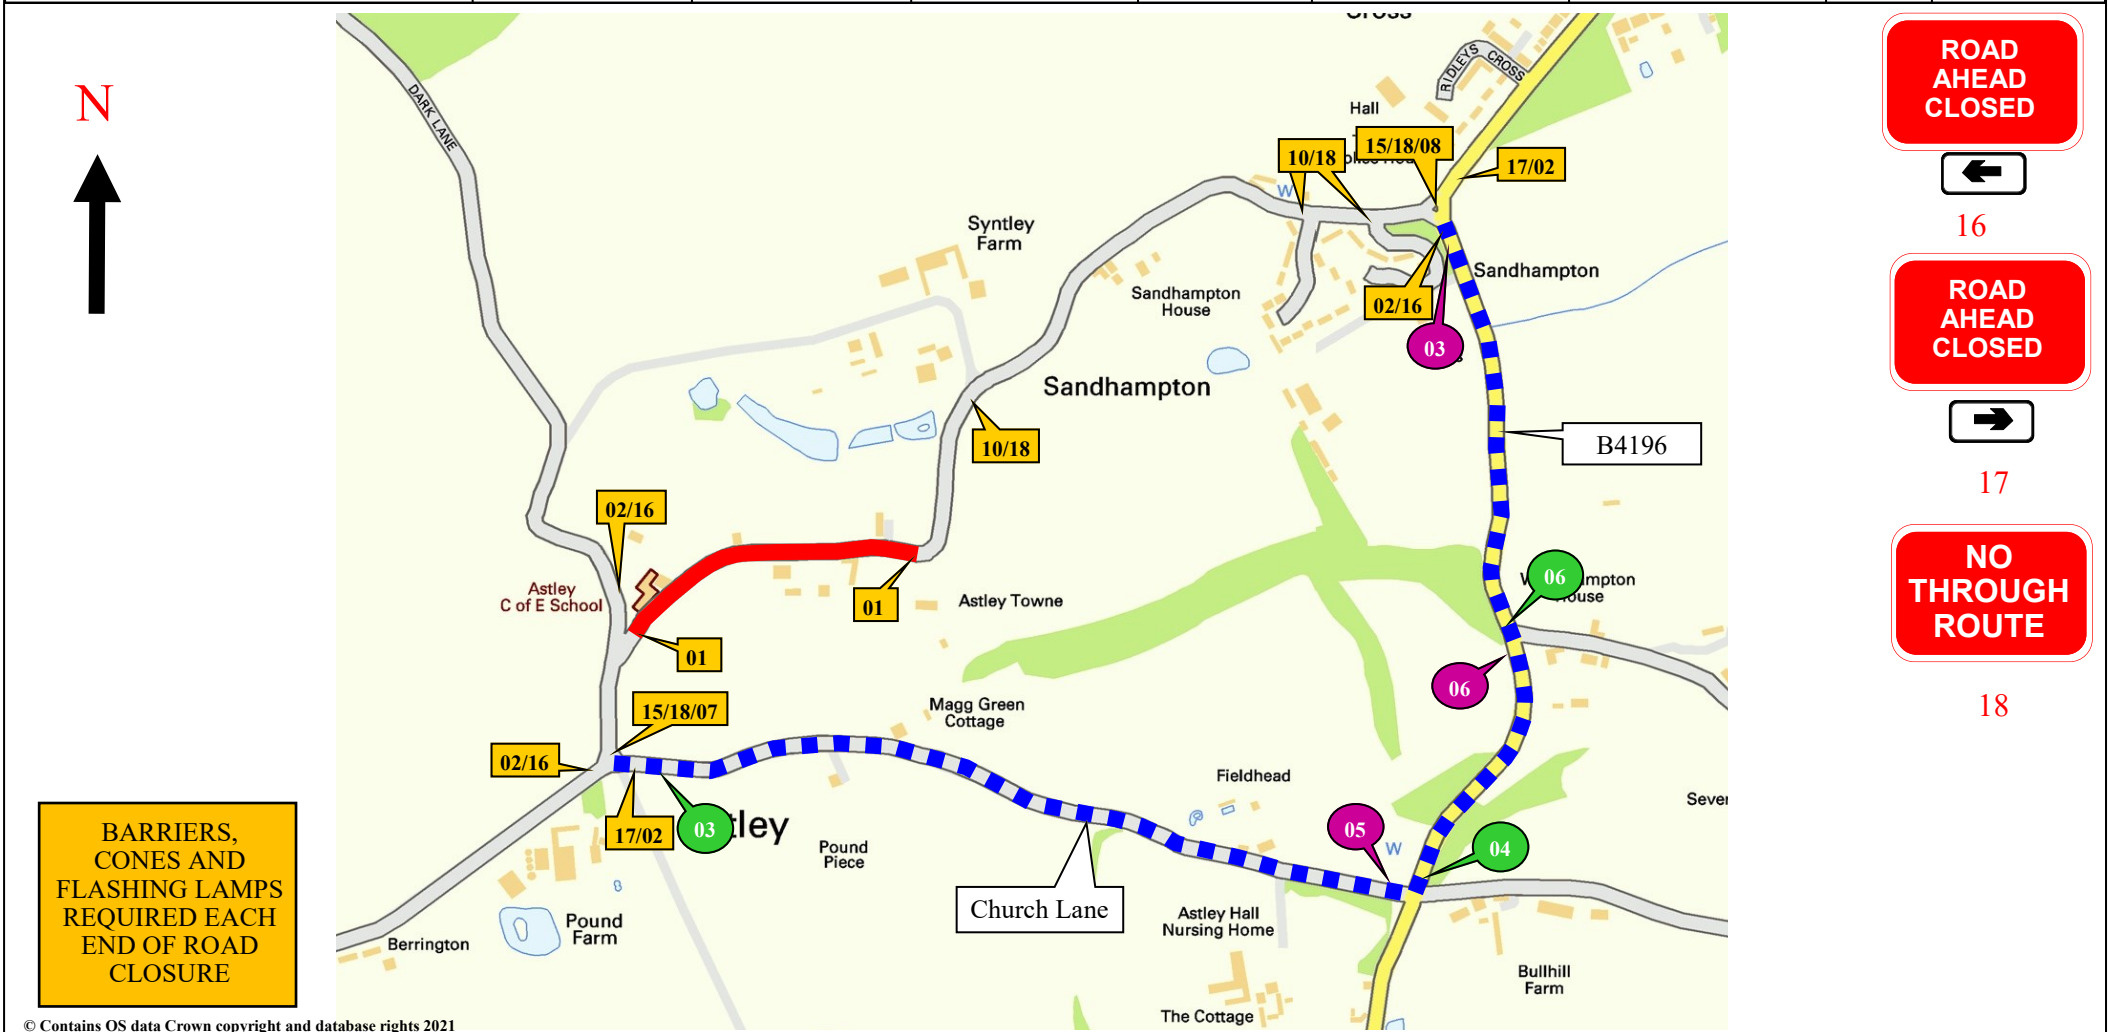 Cross
RIDLEYS CROSS
DARK LANE
N
Hall
10/18
15/18/08
17/02
W
Syntley
Farm
Sandhampton
Sandhampton
House
02/16
03
Sandhampton
10/18
B4196
02/16
Astley
C of E School
01
01
Astley Towne
06
House
06
15/18/07
Magg Green
Cottage
02/16
17/02
03
tley
Pound
Piece
Fieldhead
05
W
04
Church Lane
Astley Hall
Nursing Home
Pound
Farm
Berrington
Bullhill
Farm
The Cottage
Sever
BARRIERS,
CONES AND
FLASHING LAMPS
REQUIRED EACH
END OF ROAD
CLOSURE
© Contains OS data Crown copyright and database rights 2021
ROAD
AHEAD
CLOSED
16
ROAD
AHEAD
CLOSED
17
NO
THROUGH
ROUTE
18